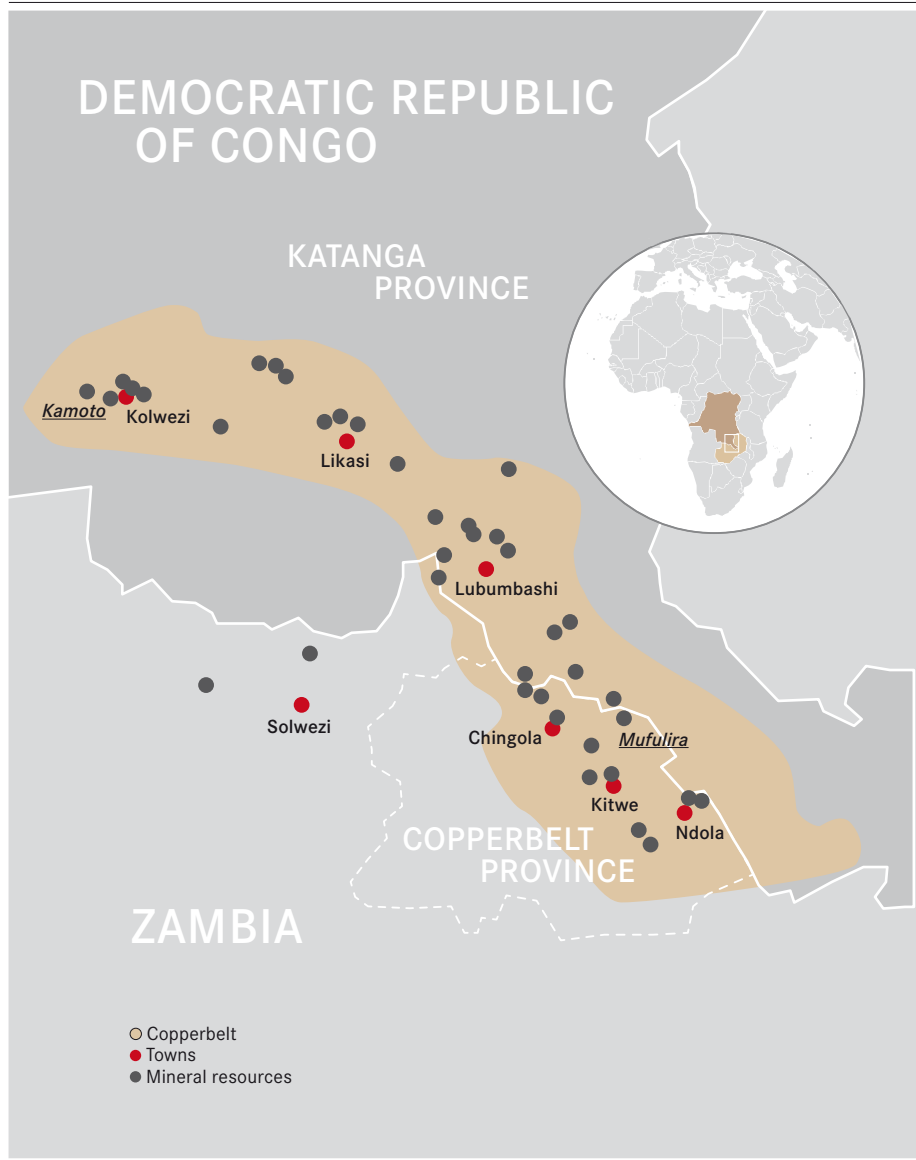 DEMOCRATIC REPUBLIC
OF CONGO
KATANGA
PROVINCE
Kamoto
Kolwezi
Likasi
Lubumbashi
Solwezi
Chingola
Mufulira
Kitwe
Ndola
COPPERBELT
PROVINCE
ZAMBIA
Copperbelt
Towns
Mineral resources